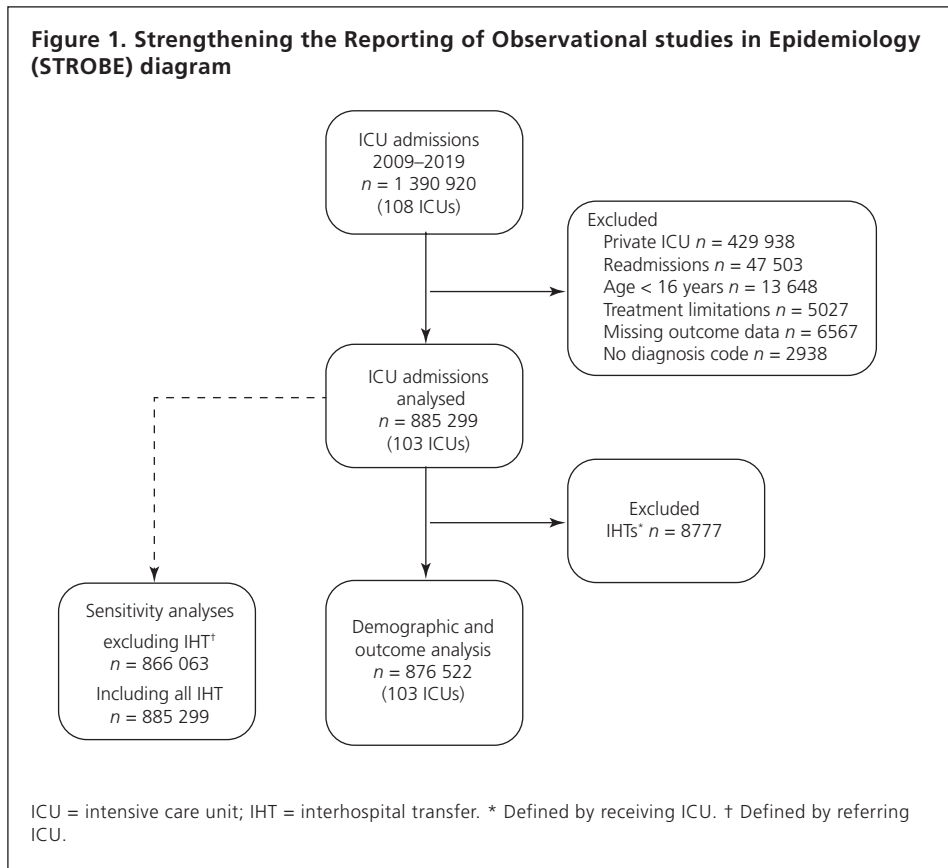 Figure 1. Strengthening the Reporting of Observational studies in Epidemiology
(STROBE) diagram
ICU admissions
2009–2019
n = 1 390 920
(108 ICUs)
Excluded
Private ICU n = 429 938
Readmissions n = 47 503
Age < 16 years n = 13 648
Treatment limitations n = 5027
Missing outcome data n = 6567
No diagnosis code n = 2938
ICU admissions
analysed
n = 885 299
(103 ICUs)
Excluded
IHTs* n = 8777
Sensitivity analyses
excluding IHT†
n = 866 063
Including all IHT
n = 885 299
Demographic and
outcome analysis
n = 876 522
(103 ICUs)
ICU = intensive care unit; IHT = interhospital transfer. * Defined by receiving ICU. † Defined by referring
ICU.